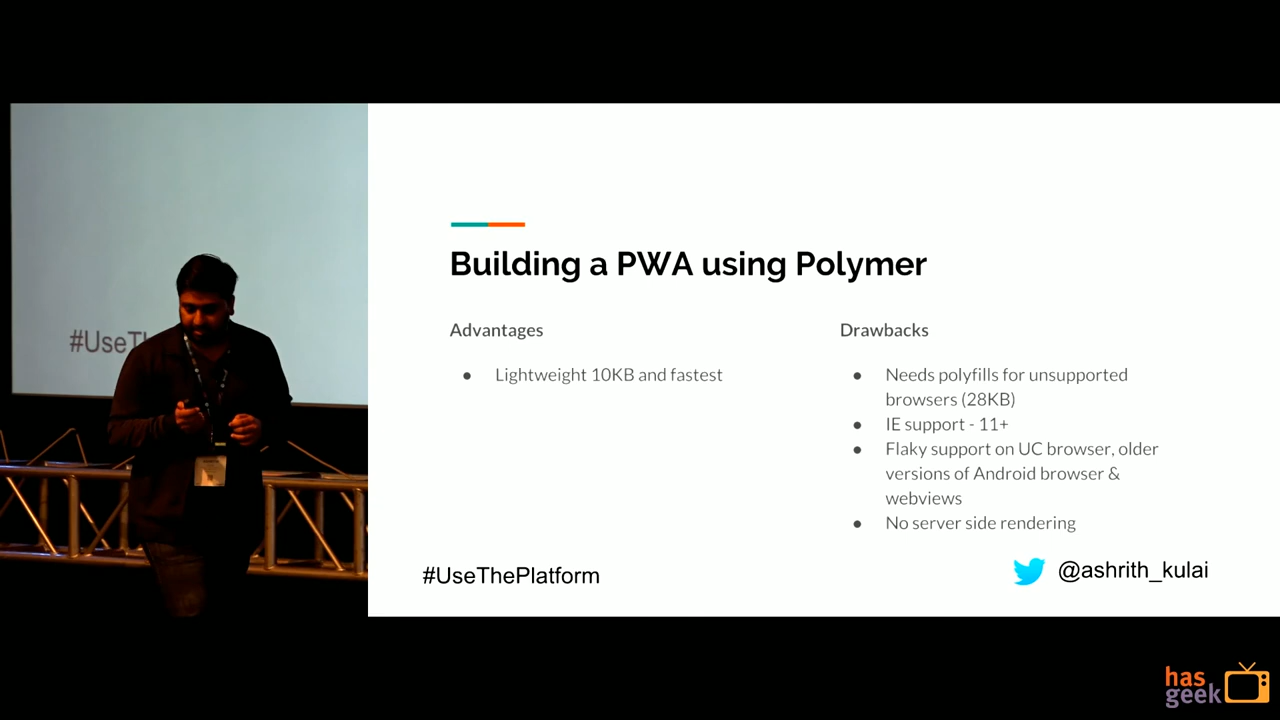 #UseTh
Building a PWA using Polymer
Advantages
● Lightweight 10KB and fastest
Drawbacks
● Needs polyfills for unsupported
browsers (28KB)
● IE support - 11+
● Flaky support on UC browser, older
versions of Android browser &
webviews
● No server side rendering
#UseThePlatform
@ashrith_kulai
has
geek